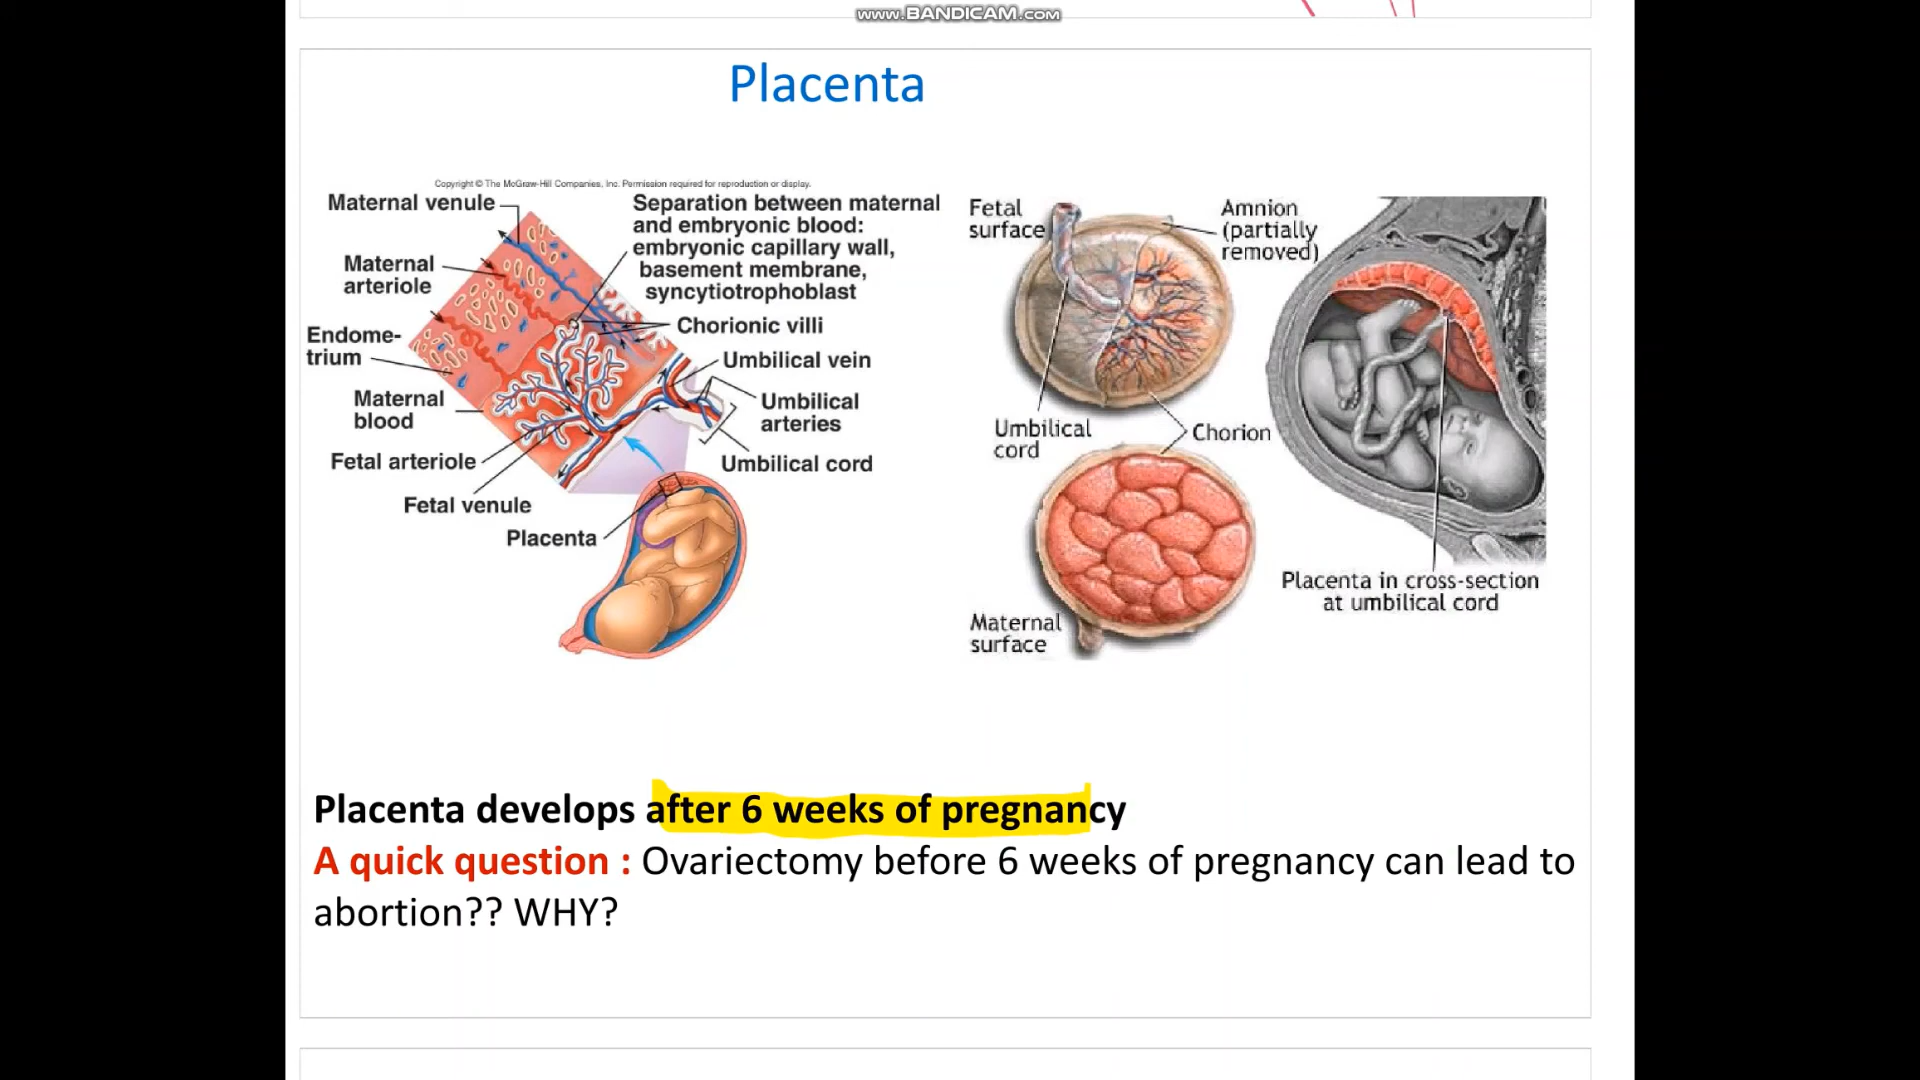 www.BANDICAM.com
Placenta
Copyright © The McGraw-Hill Companies, Inc. Permission required for reproduction or display.
Maternal venule
Separation between maternal
and embryonic blood:
embryonic capillary wall,
basement membrane,
syncytiotrophoblast
Maternal
arteriole
Chorionic villi
Endome-
trium
Umbilical vein
Maternal
blood
Umbilical
arteries
Fetal arteriole
Umbilical cord
Fetal venule
Placenta
Fetal
surface
Amnion
(partially
removed)
Umbilical
cord
Chorion
Maternal
surface
Placenta in cross-section
at umbilical cord
Placenta develops after 6 weeks of pregnancy
A quick question : Ovariectomy before 6 weeks of pregnancy can lead to
abortion?? WHY?